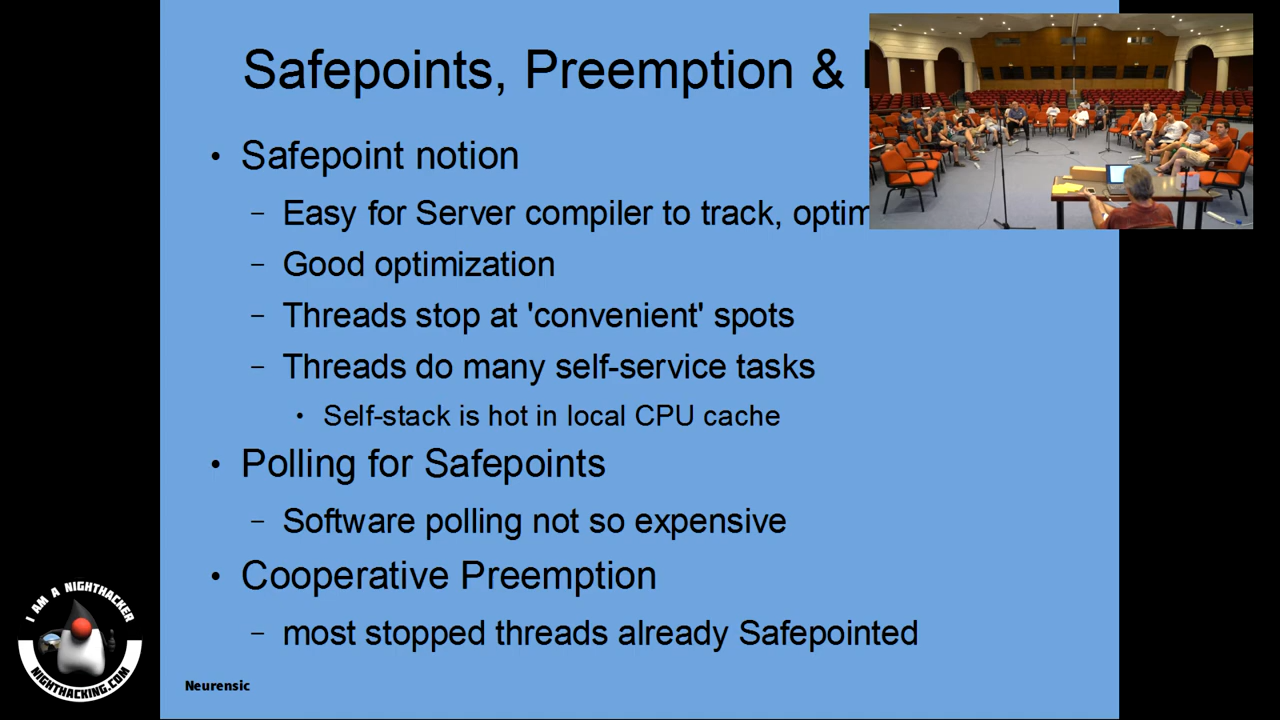 Safepoints, Preemption &
• Safepoint notion
– Easy for Server compiler to track,
– Good optimization
– Threads stop at 'convenient' spots
– Threads do many self-service tasks
• Self-stack is hot in local CPU cache
• Polling for Safepoints
– Software polling not so expensive
• Cooperative Preemption
– most stopped threads already Safepointed
I AM A NIGHTHACKER
NIGHTHACKING.COM
Neurensic